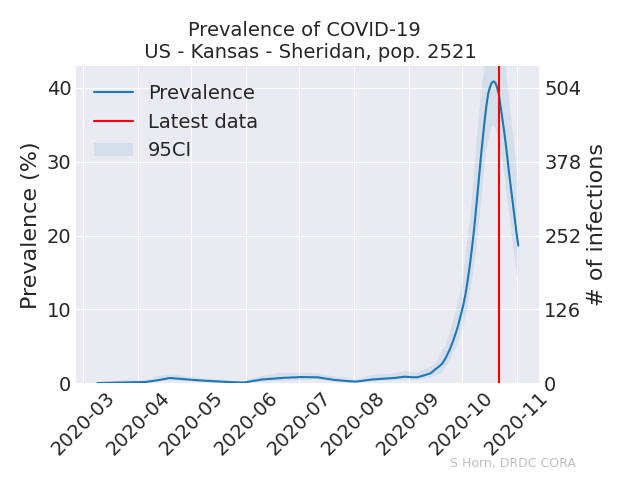 Prevalence of COVID-19
US - Kansas - Sheridan, pop. 2521
Prevalence
Latest data
95CI
Prevalence (%)
40
30
20
10
0
# of infections
504
378
252
126
0
2020-03
2020-04
2020-05
2020-06
2020-07
2020-08
2020-09
2020-10
2020-11
S Horn, DRDC CORA